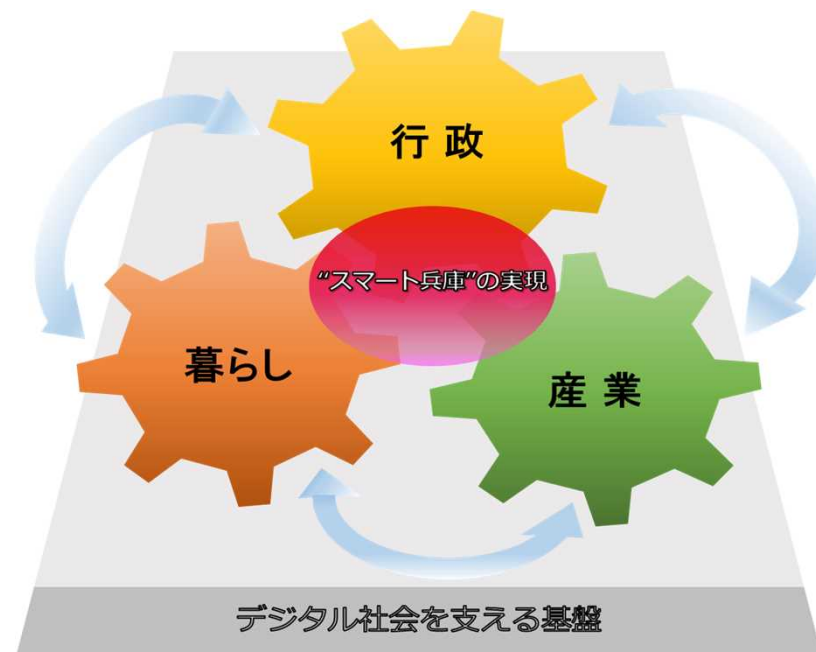 行政
“スマート兵庫”の実現
暮らし
産業
デジタル社会を支える基盤